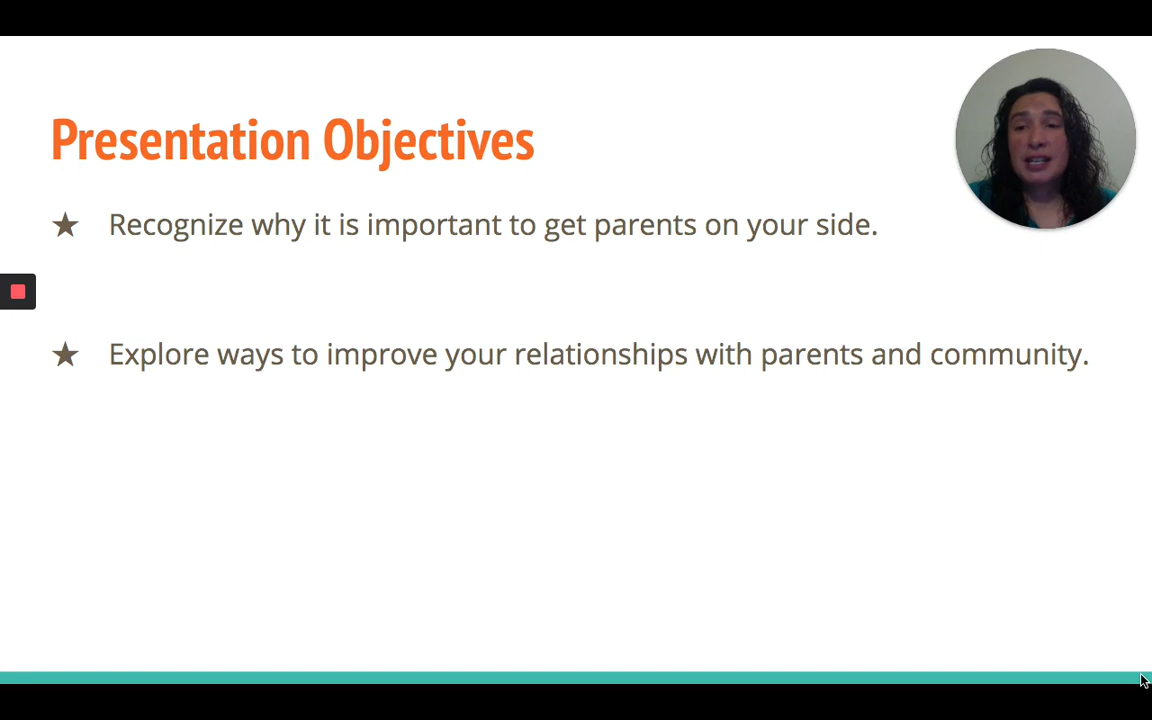 Presentation Objectives
★ Recognize why it is important to get parents on your side.
★ Explore ways to improve your relationships with parents and community.